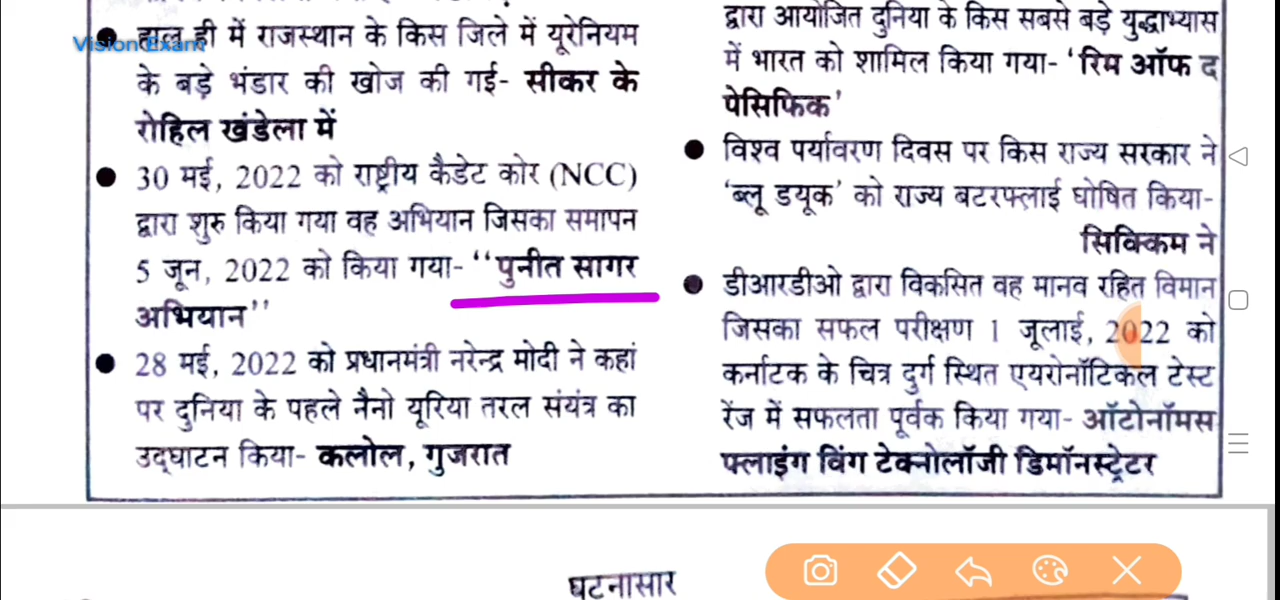 Vision Exam
● हाल ही में राजस्थान के किस जिले में यूरेनियम
के बड़े भंडार की खोज की गई- सीकर के
रोहिल खंडेला में
● 30 मई, 2022 को राष्ट्रीय कैडेट कोर (NCC)
द्वारा शुरु किया गया वह अभियान जिसका समापन
5 जून, 2022 को किया गया- ‘‘पुनीत सागर
अभियान’’
● 28 मई, 2022 को प्रधानमंत्री नरेन्द्र मोदी ने कहां
पर दुनिया के पहले नैनो यूरिया तरल संयंत्र का
उद्घाटन किया- कलोल, गुजरात
द्वारा आयोजित दुनिया के किस सबसे बड़े युद्धाभ्यास
में भारत को शामिल किया गया- ‘रिम ऑफ द
पेसिफिक’
● विश्व पर्यावरण दिवस पर किस राज्य सरकार ने
‘ब्लू डयूक’ को राज्य बटरफ्लाई घोषित किया-
सिक्किम ने
● डीआरडीओ द्वारा विकसित वह मानव रहित विमान
जिसका सफल परीक्षण 1 जूलाई, 2022 को
कर्नाटक के चित्र दुर्ग स्थित एयरोनॉटिकल टेस्ट
रेंज में सफलता पूर्वक किया गया- ऑटोनॉमस
फ्लाइंग विंग टेक्नोलॉजी डिमॉनस्ट्रेटर
घटनासार